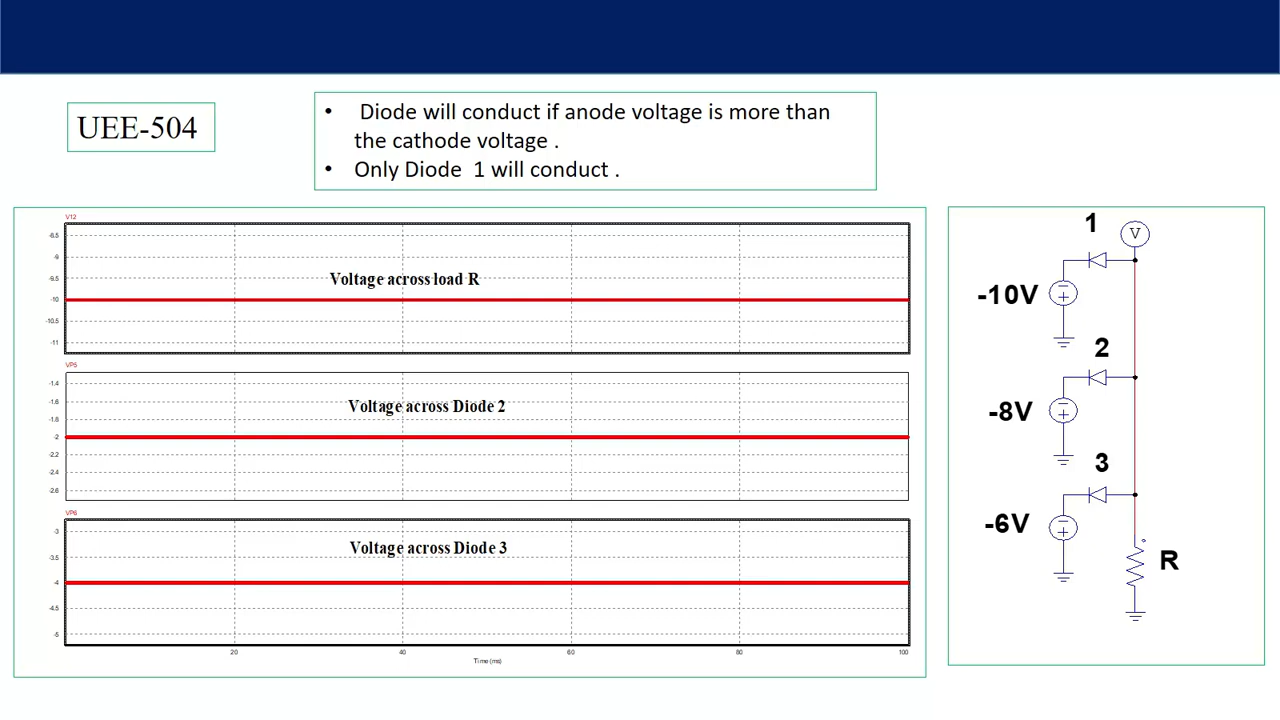 UEE-504
• Diode will conduct if anode voltage is more than
the cathode voltage .
• Only Diode 1 will conduct .
V12
-8.5
-9
-9.5
-10
-10.5
-11
Voltage across load R
VP5
-1.4
-1.6
-1.8
-2
-2.2
-2.4
-2.6
Voltage across Diode 2
VP6
-3
-3.5
-4
-4.5
-5
Voltage across Diode 3
20 40 60 80 100
Time (ms)
1
V
-10V
2
-8V
3
-6V
R